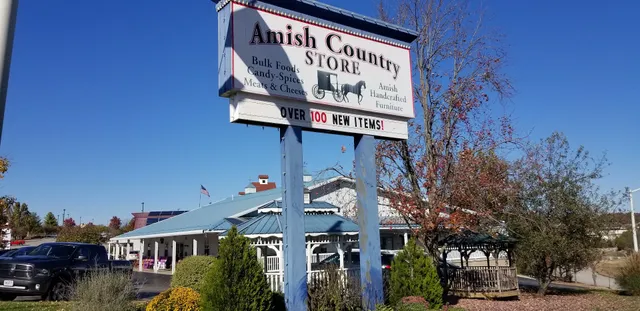 Amish Country
STORE
Bulk Foods
Candy-Spices
Meats & Cheeses
Amish
Handcrafted
Furniture
OVER 100 NEW ITEMS!